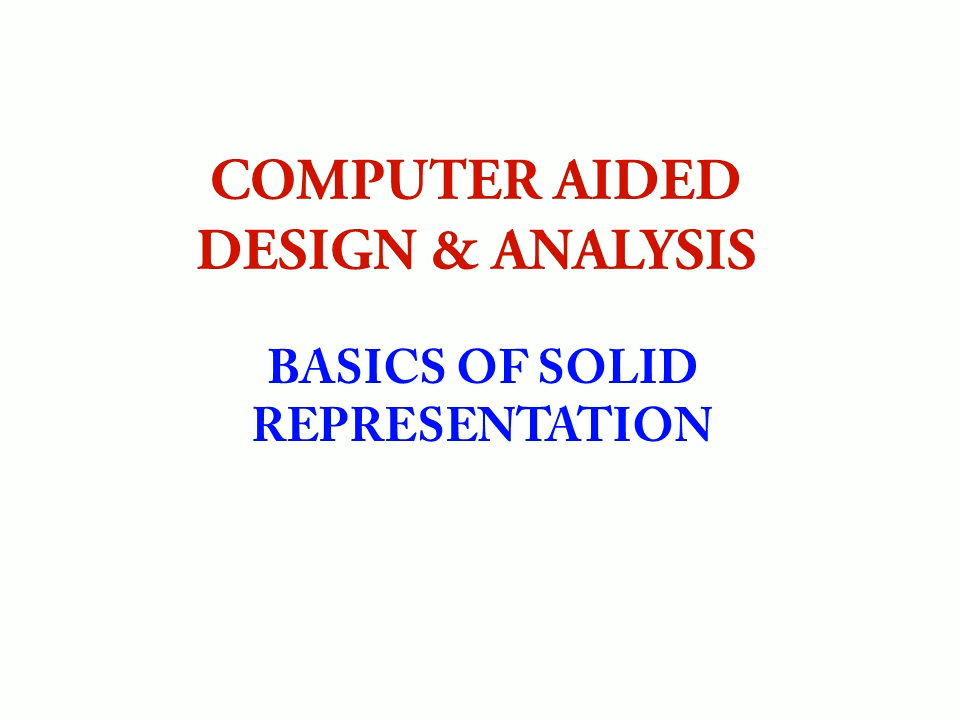 COMPUTER AIDED
DESIGN & ANALYSIS
BASICS OF SOLID
REPRESENTATION